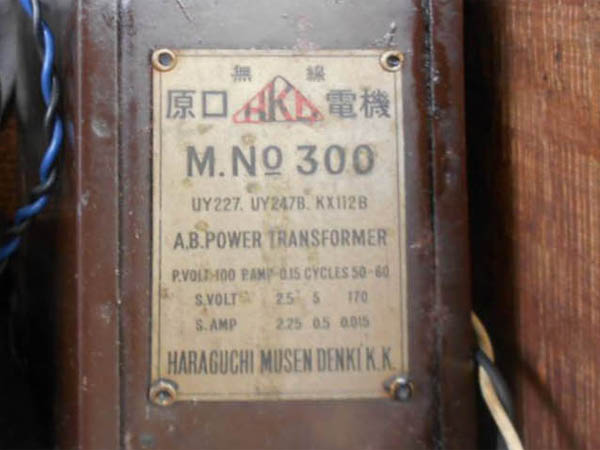 無線
原口 AKD 電機
M.No 300
UY227. UY247B. KX112B
A.B.POWER TRANSFORMER
P.VOLT-100 P.AMP-0.15 CYCLES 50-60
S.VOLT 2.5 5 170
S.AMP 2.25 0.5 0.015
HARAGUCHI MUSEN DENKI K.K.